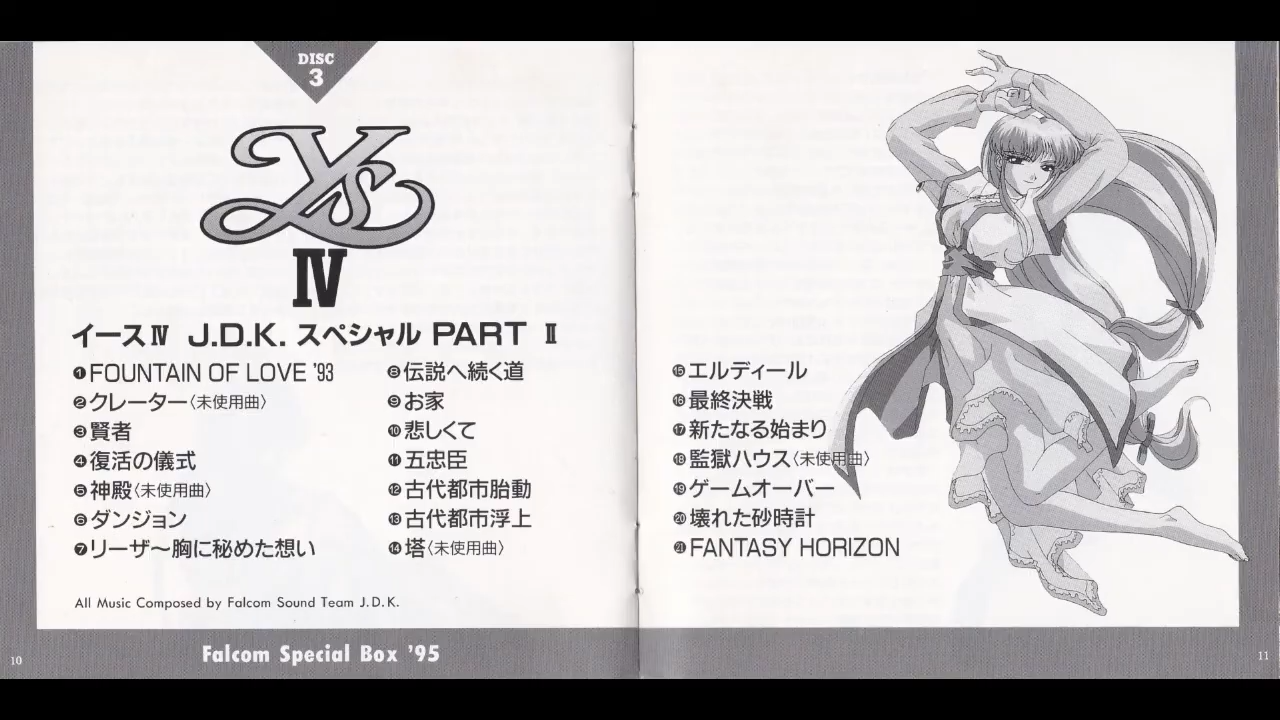 DISC
3
Ys
IV
イースⅣ J.D.K. スペシャル PART Ⅱ
❶FOUNTAIN OF LOVE '93
❷クレーター〈未使用曲〉
❸賢者
❹復活の儀式
❺神殿〈未使用曲〉
❻ダンジョン
❼リーザ〜胸に秘めた想い
❽伝説へ続く道
❾お家
❿悲しくて
⓫五忠臣
⓬古代都市胎動
⓭古代都市浮上
⓮塔〈未使用曲〉
All Music Composed by Falcom Sound Team J.D.K.
Falcom Special Box '95
10
⓯エルディール
⓰最終決戦
⓱新たなる始まり
⓲監獄ハウス〈未使用曲〉
⓳ゲームオーバー
⓴壊れた砂時計
㉑FANTASY HORIZON
11